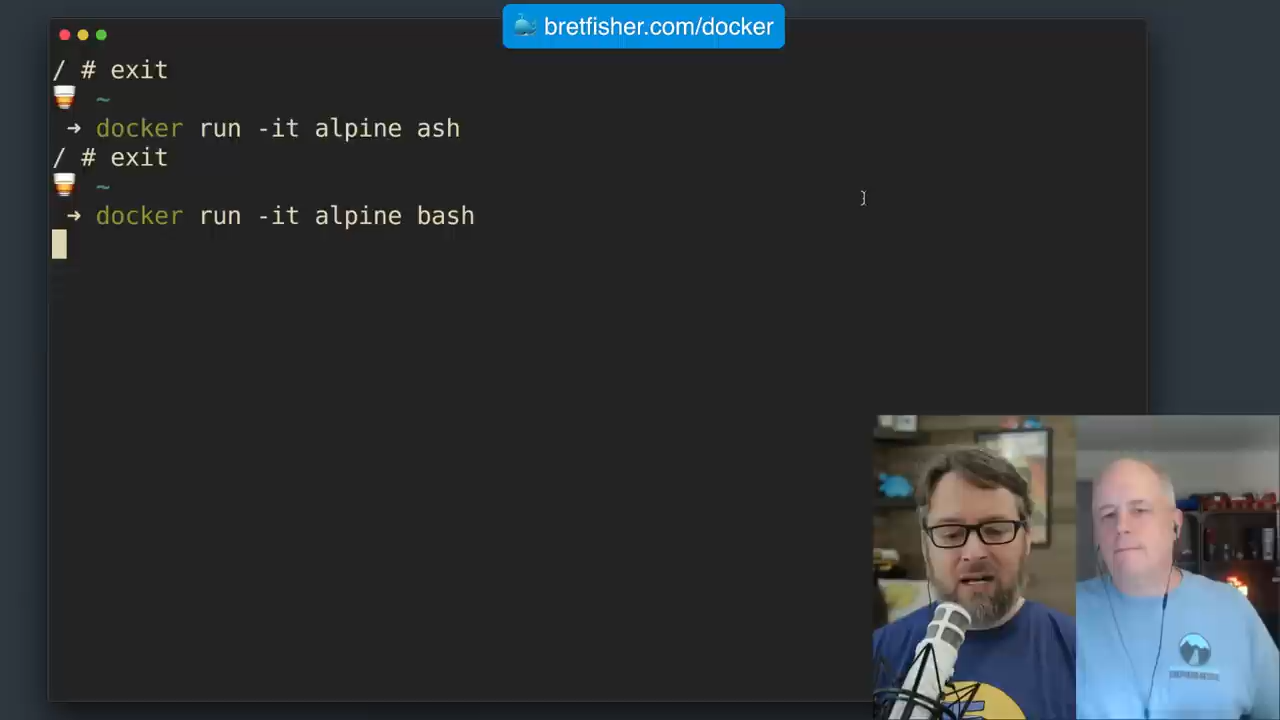 bretfisher.com/docker
/ # exit
~
➜ docker run -it alpine ash
/ # exit
~
➜ docker run -it alpine bash